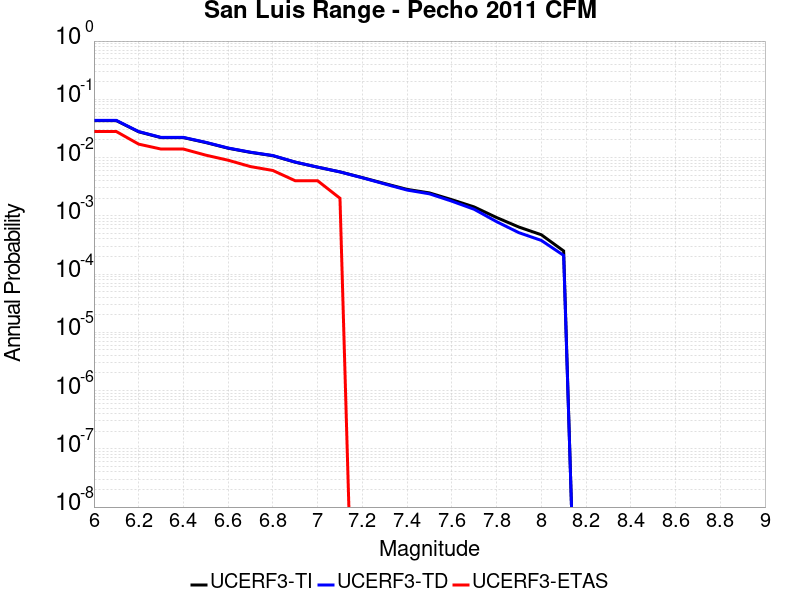 San Luis Range - Pecho 2011 CFM
10^0
10^-1
10^-2
10^-3
10^-4
10^-5
10^-6
10^-7
10^-8
Annual Probability
6 6.2 6.4 6.6 6.8 7 7.2 7.4 7.6 7.8 8 8.2 8.4 8.6 8.8 9
Magnitude
UCERF3-TI UCERF3-TD UCERF3-ETAS